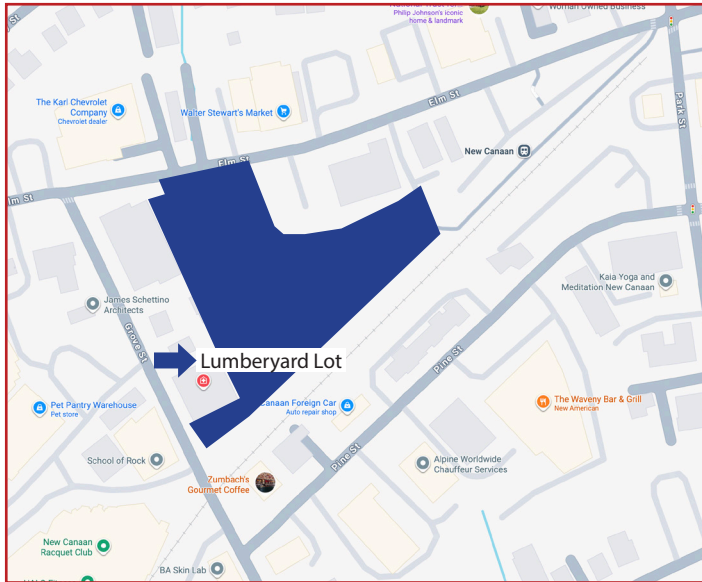 Philip Johnson's iconic
home & landmark
Woman Owned Business
The Karl Chevrolet
Company
Chevrolet dealer
Walter Stewart's Market
Elm St
Park St
New Canaan
Elm St
lm St
Kaia Yoga and
Meditation New Canaan
James Schettino
Architects
Grove St
Pine St
Lumberyard Lot
Pet Pantry Warehouse
Pet store
Canaan Foreign Car
Auto repair shop
The Waveny Bar & Grill
New American
School of Rock
Pine St
Alpine Worldwide
Chauffeur Services
Zumbach's
Gourmet Coffee
New Canaan
Racquet Club
BA Skin Lab